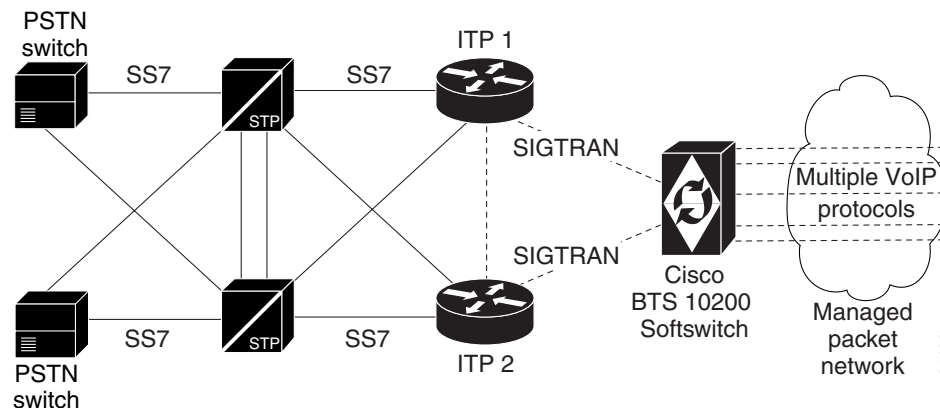 PSTN
switch
SS7
STP
SS7
ITP 1
SIGTRAN
Multiple VoIP
protocols
SIGTRAN
Cisco
BTS 10200
Softswitch
Managed
packet
network
PSTN
switch
SS7
STP
SS7
ITP 2